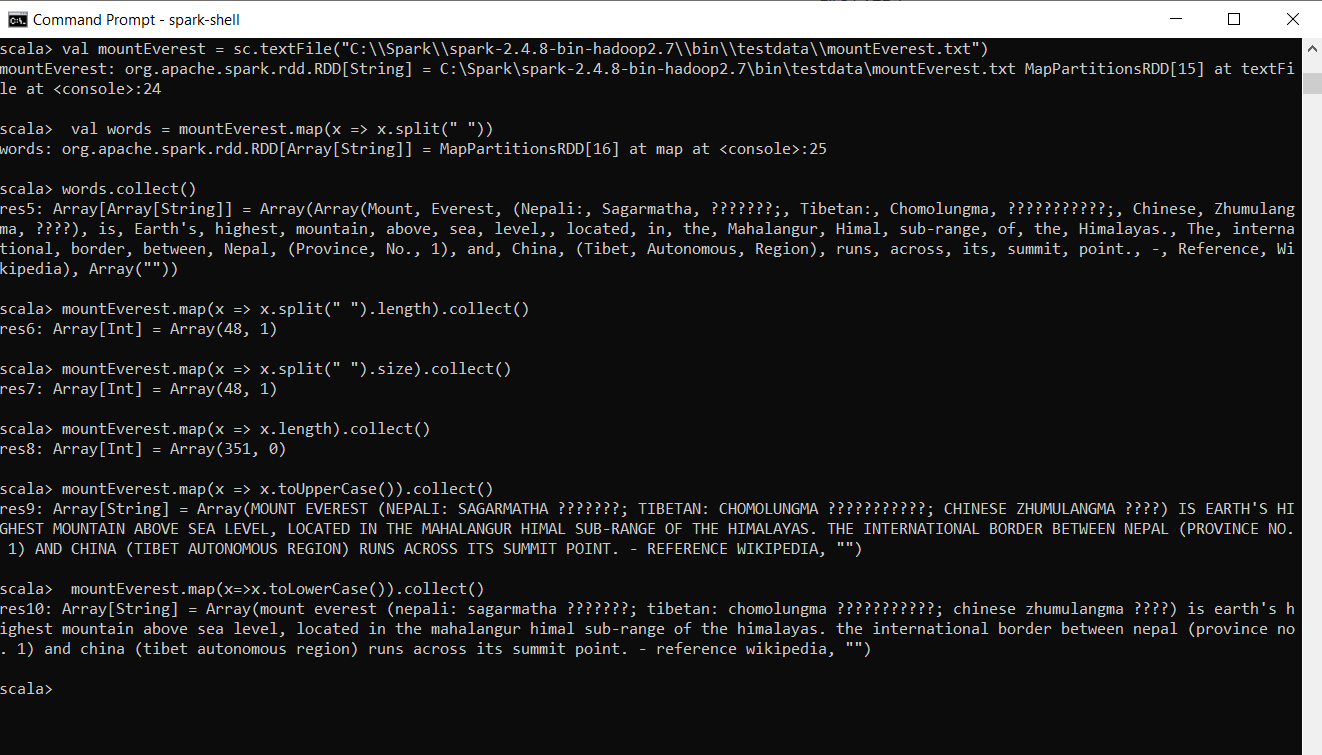 Command Prompt - spark-shell
scala> val mountEverest = sc.textFile("C:\\Spark\\spark-2.4.8-bin-hadoop2.7\\bin\\testdata\\mountEverest.txt")
mountEverest: org.apache.spark.rdd.RDD[String] = C:\Spark\spark-2.4.8-bin-hadoop2.7\bin\testdata\mountEverest.txt MapPartitionsRDD[15] at textFi
le at <console>:24
scala>  val words = mountEverest.map(x => x.split(" "))
words: org.apache.spark.rdd.RDD[Array[String]] = MapPartitionsRDD[16] at map at <console>:25
scala> words.collect()
res5: Array[Array[String]] = Array(Array(Mount, Everest, (Nepali:, Sagarmatha, ???????;, Tibetan:, Chomolungma, ???????????;, Chinese, Zhumulang
ma, ????), is, Earth's, highest, mountain, above, sea, level,, located, in, the, Mahalangur, Himal, sub-range, of, the, Himalayas., The, interna
tional, border, between, Nepal, (Province, No., 1), and, China, (Tibet, Autonomous, Region), runs, across, its, summit, point., -, Reference, Wi
kipedia), Array(""))
scala> mountEverest.map(x => x.split(" ").length).collect()
res6: Array[Int] = Array(48, 1)
scala> mountEverest.map(x => x.split(" ").size).collect()
res7: Array[Int] = Array(48, 1)
scala> mountEverest.map(x => x.length).collect()
res8: Array[Int] = Array(351, 0)
scala> mountEverest.map(x => x.toUpperCase()).collect()
res9: Array[String] = Array(MOUNT EVEREST (NEPALI: SAGARMATHA ???????; TIBETAN: CHOMOLUNGMA ???????????; CHINESE ZHUMULANGMA ????) IS EARTH'S HI
GHEST MOUNTAIN ABOVE SEA LEVEL, LOCATED IN THE MAHALANGUR HIMAL SUB-RANGE OF THE HIMALAYAS. THE INTERNATIONAL BORDER BETWEEN NEPAL (PROVINCE NO.
 1) AND CHINA (TIBET AUTONOMOUS REGION) RUNS ACROSS ITS SUMMIT POINT. - REFERENCE WIKIPEDIA, "")
scala>  mountEverest.map(x=>x.toLowerCase()).collect()
res10: Array[String] = Array(mount everest (nepali: sagarmatha ???????; tibetan: chomolungma ???????????; chinese zhumulangma ????) is earth's h
ighest mountain above sea level, located in the mahalangur himal sub-range of the himalayas. the international border between nepal (province no
. 1) and china (tibet autonomous region) runs across its summit point. - reference wikipedia, "")
scala>